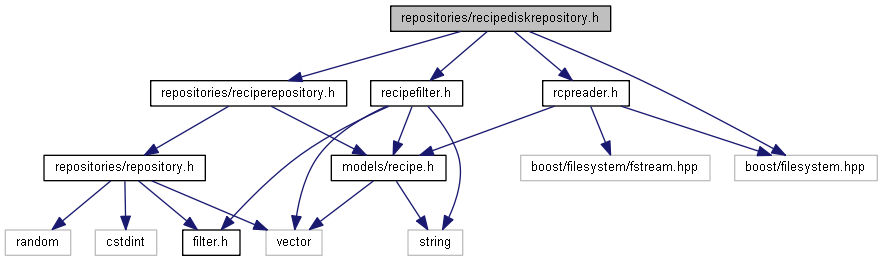 repositories/recipediskrepository.h
repositories/reciperepository.h
recipefilter.h
rcpreader.h
repositories/repository.h
models/recipe.h
boost/filesystem/fstream.hpp
boost/filesystem.hpp
random
cstdint
filter.h
vector
string